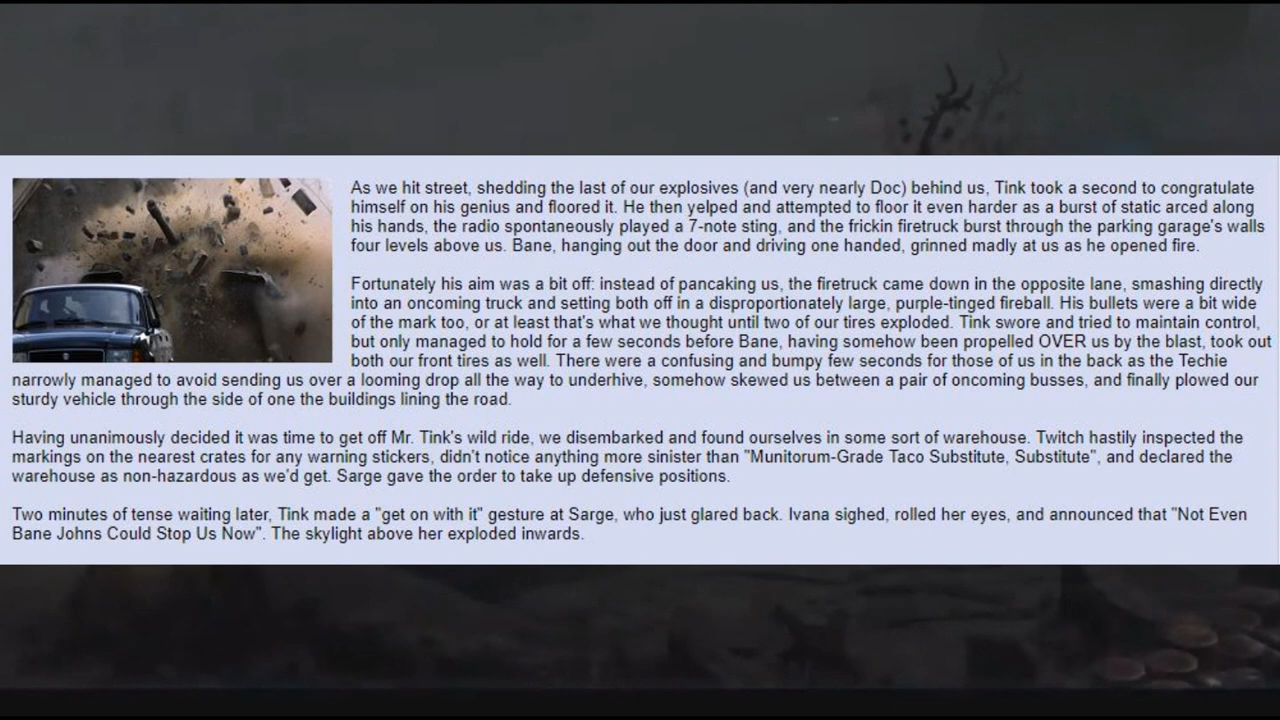 As we hit street, shedding the last of our explosives (and very nearly Doc) behind us, Tink took a second to congratulate
himself on his genius and floored it. He then yelped and attempted to floor it even harder as a burst of static arced along
his hands, the radio spontaneously played a 7-note sting, and the frickin firetruck burst through the parking garage's walls
four levels above us. Bane, hanging out the door and driving one handed, grinned madly at us as he opened fire.
Fortunately his aim was a bit off: instead of pancaking us, the firetruck came down in the opposite lane, smashing directly
into an oncoming truck and setting both off in a disproportionately large, purple-tinged fireball. His bullets were a bit wide
of the mark too, or at least that's what we thought until two of our tires exploded. Tink swore and tried to maintain control,
but only managed to hold for a few seconds before Bane, having somehow been propelled OVER us by the blast, took out
both our front tires as well. There were a confusing and bumpy few seconds for those of us in the back as the Techie
narrowly managed to avoid sending us over a looming drop all the way to underhive, somehow skewed us between a pair of oncoming busses, and finally plowed our
sturdy vehicle through the side of one the buildings lining the road.
Having unanimously decided it was time to get off Mr. Tink's wild ride, we disembarked and found ourselves in some sort of warehouse. Twitch hastily inspected the
markings on the nearest crates for any warning stickers, didn't notice anything more sinister than "Munitorum-Grade Taco Substitute, Substitute", and declared the
warehouse as non-hazardous as we'd get. Sarge gave the order to take up defensive positions.
Two minutes of tense waiting later, Tink made a "get on with it" gesture at Sarge, who just glared back. Ivana sighed, rolled her eyes, and announced that "Not Even
Bane Johns Could Stop Us Now". The skylight above her exploded inwards.